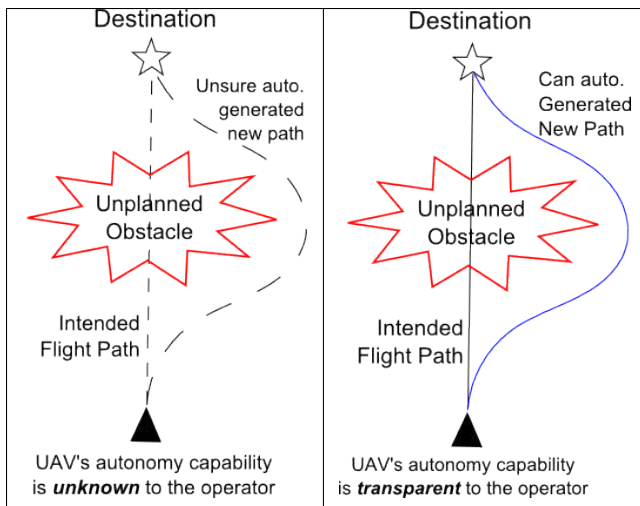 Destination
Unsure auto.
generated
new path
Unplanned
Obstacle
Intended
Flight Path
UAV's autonomy capability
is unknown to the operator
Destination
Can auto.
Generated
New Path
Unplanned
Obstacle
Intended
Flight Path
UAV's autonomy capability
is transparent to the operator